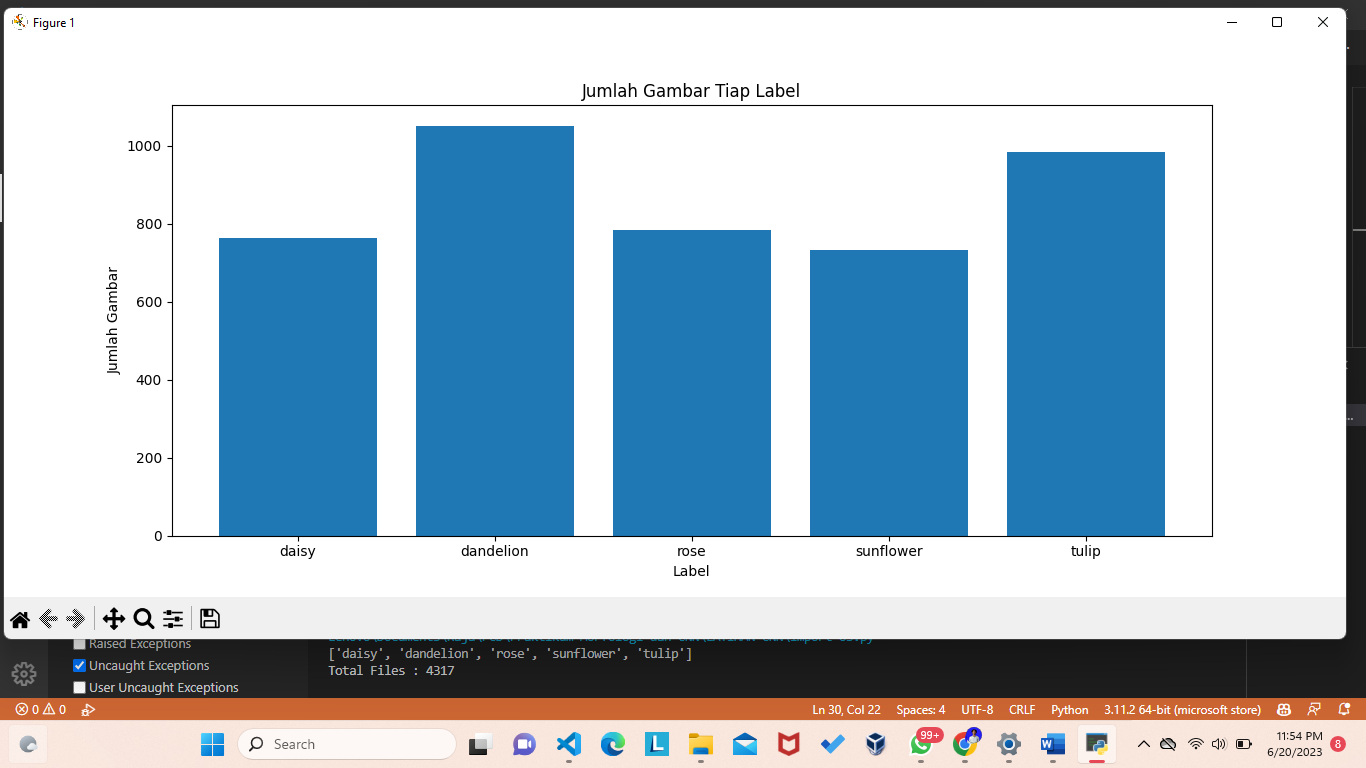 Figure 1
Jumlah Gambar Tiap Label
Jumlah Gambar
1000
800
600
400
200
0
daisy dandelion rose sunflower tulip
Label
Raised Exceptions
Uncaught Exceptions
User Uncaught Exceptions
['daisy', 'dandelion', 'rose', 'sunflower', 'tulip']
Total Files : 4317
0 0 Ln 30, Col 22 Spaces: 4 UTF-8 CRLF Python 3.11.2 64-bit (microsoft store)
Search
L
99+
W
11:54 PM
6/20/2023
8